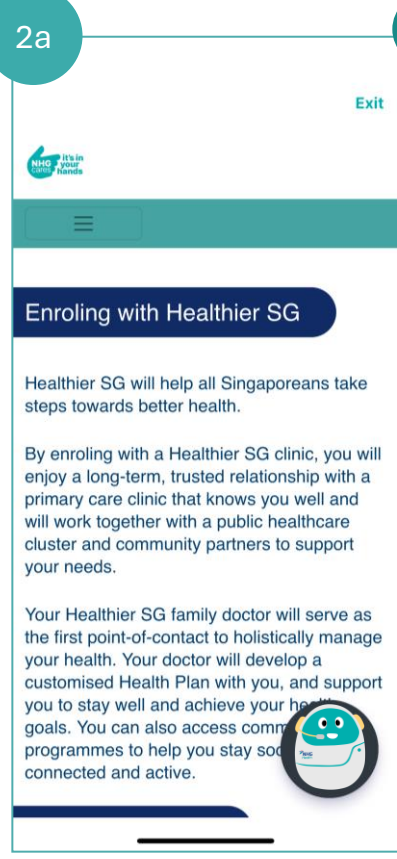 2a
Exit
NHG it's in
cares your
hands
Enroling with Healthier SG
Healthier SG will help all Singaporeans take
steps towards better health.
By enroling with a Healthier SG clinic, you will
enjoy a long-term, trusted relationship with a
primary care clinic that knows you well and
will work together with a public healthcare
cluster and community partners to support
your needs.
Your Healthier SG family doctor will serve as
the first point-of-contact to holistically manage
your health. Your doctor will develop a
customised Health Plan with you, and support
you to stay well and achieve your
goals. You can also access
programmes to help you stay
connected and active.